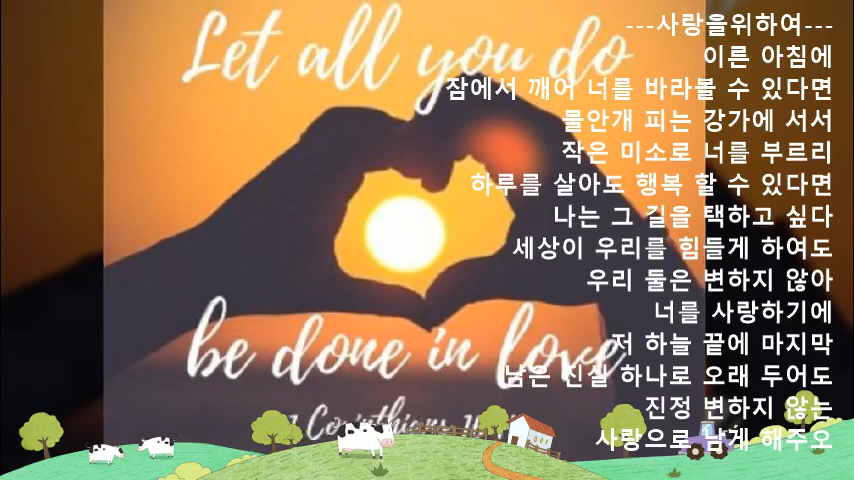 Let all you do
be done in love
1 Corinthians
---사랑을위하여---
이른 아침에
잠에서 깨어 너를 바라볼 수 있다면
물안개 피는 강가에 서서
작은 미소로 너를 부르리
하루를 살아도 행복 할 수 있다면
나는 그 길을 택하고 싶다
세상이 우리를 힘들게 하여도
우리 둘은 변하지 않아
너를 사랑하기에
저 하늘 끝에 마지막
남은 진실 하나로 오래 두어도
진정 변하지 않는
사랑으로 남게 해주오